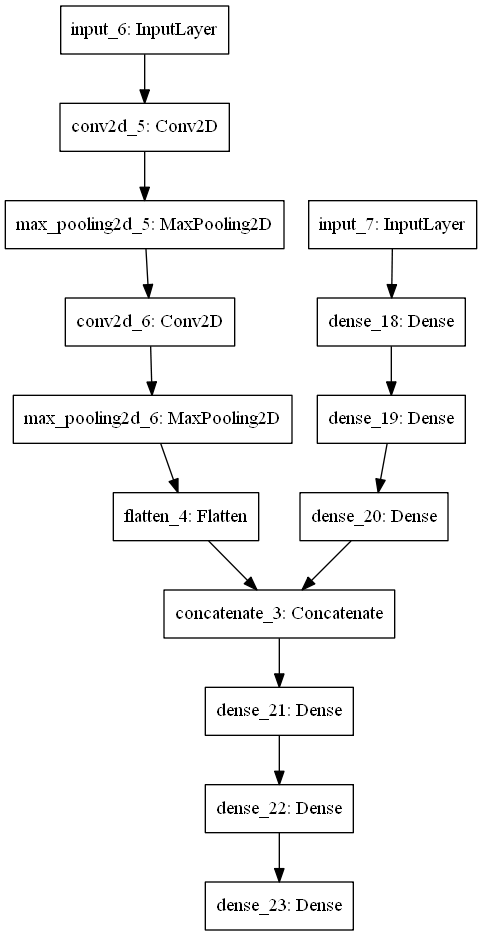 input_6: InputLayer
conv2d_5: Conv2D
max_pooling2d_5: MaxPooling2D
input_7: InputLayer
conv2d_6: Conv2D
dense_18: Dense
max_pooling2d_6: MaxPooling2D
dense_19: Dense
flatten_4: Flatten
dense_20: Dense
concatenate_3: Concatenate
dense_21: Dense
dense_22: Dense
dense_23: Dense